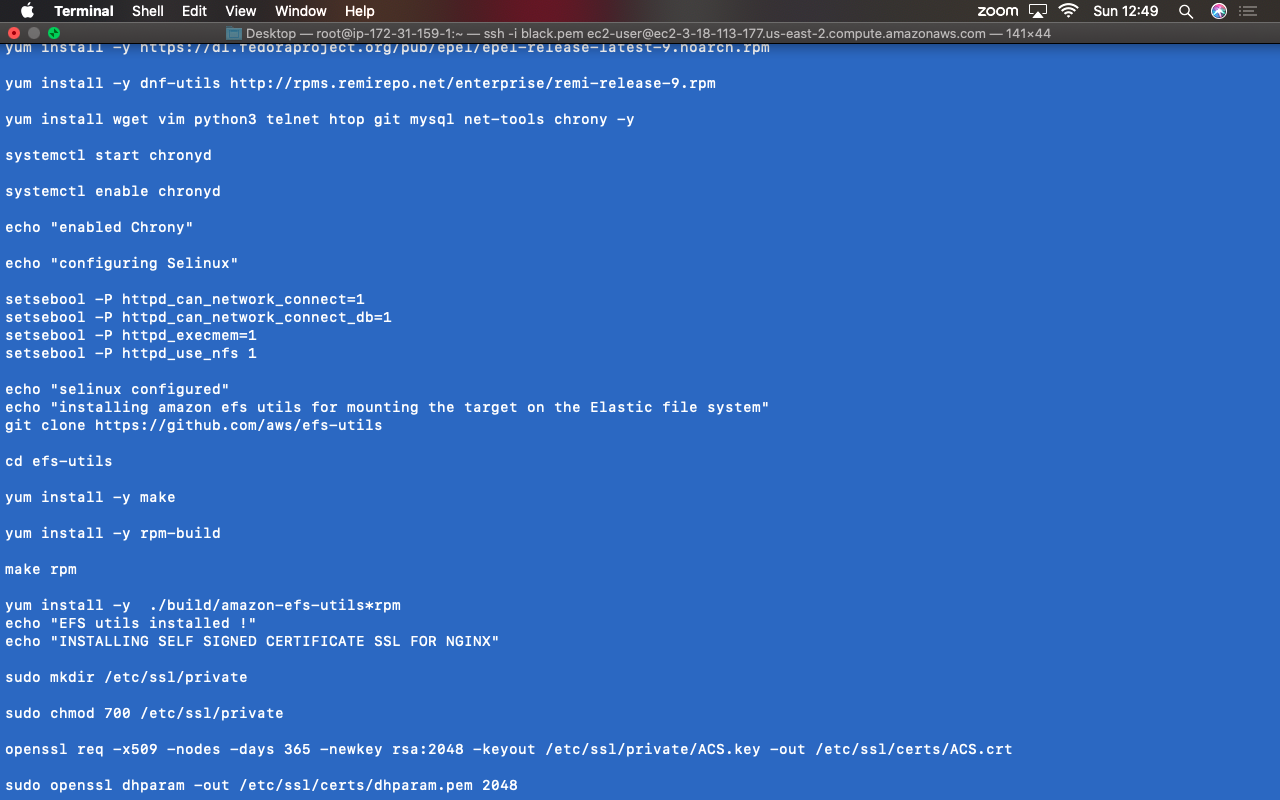 Terminal Shell Edit View Window Help zoom Sun 12:49
Desktop — root@ip-172-31-159-1:~ — ssh -i black.pem ec2-user@ec2-3-18-113-177.us-east-2.compute.amazonaws.com — 141×44
yum install -y https://dl.fedoraproject.org/pub/epel/epel-release-latest-9.noarch.rpm
yum install -y dnf-utils http://rpms.remirepo.net/enterprise/remi-release-9.rpm
yum install wget vim python3 telnet htop git mysql net-tools chrony -y
systemctl start chronyd
systemctl enable chronyd
echo "enabled Chrony"
echo "configuring Selinux"
setsebool -P httpd_can_network_connect=1
setsebool -P httpd_can_network_connect_db=1
setsebool -P httpd_execmem=1
setsebool -P httpd_use_nfs 1
echo "selinux configured"
echo "installing amazon efs utils for mounting the target on the Elastic file system"
git clone https://github.com/aws/efs-utils
cd efs-utils
yum install -y make
yum install -y rpm-build
make rpm
yum install -y  ./build/amazon-efs-utils*rpm
echo "EFS utils installed !"
echo "INSTALLING SELF SIGNED CERTIFICATE SSL FOR NGINX"
sudo mkdir /etc/ssl/private
sudo chmod 700 /etc/ssl/private
openssl req -x509 -nodes -days 365 -newkey rsa:2048 -keyout /etc/ssl/private/ACS.key -out /etc/ssl/certs/ACS.crt
sudo openssl dhparam -out /etc/ssl/certs/dhparam.pem 2048